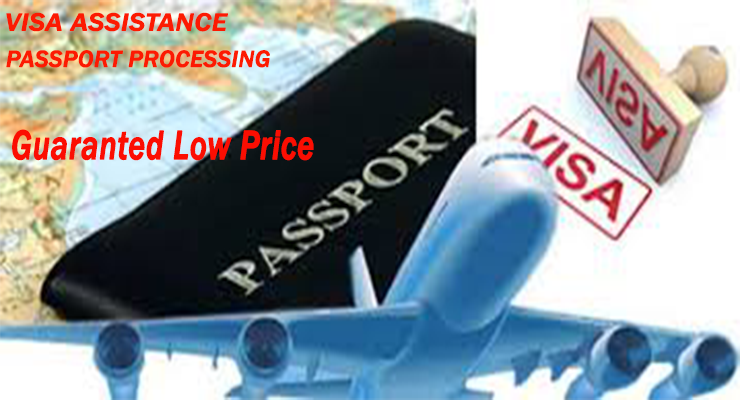 VISA ASSISTANCE
PASSPORT PROCESSING
Guaranted Low Price
PASSPORT
VISA
VISA